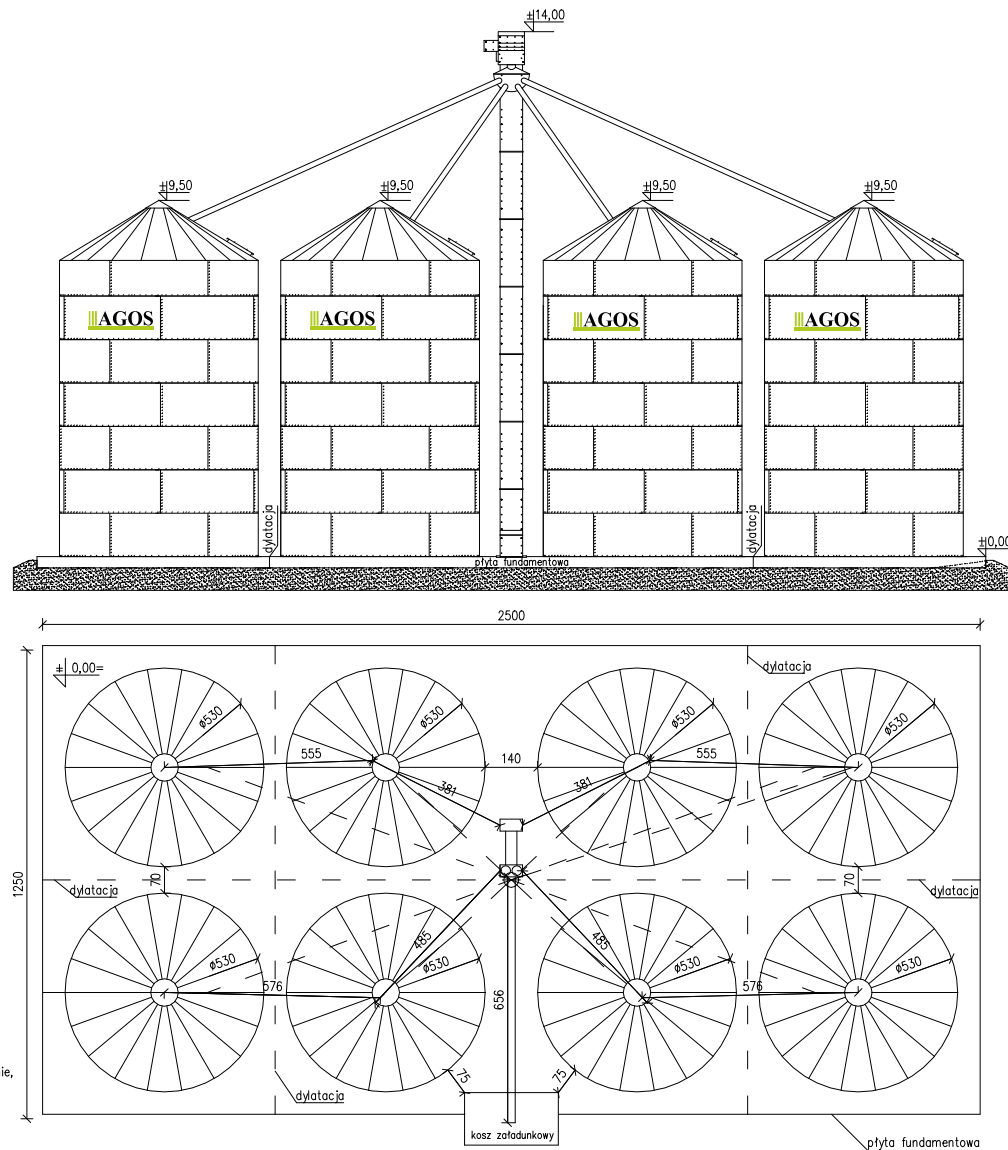 ±14,00
±9,50
±9,50
±9,50
±9,50
AGOS
AGOS
AGOS
AGOS
dylatacja
dylatacja
±0,00
płyta fundamentowa
2500
± 0,00=
dylatacja
ø530
ø530
ø530
ø530
555
140
555
381
381
1250
70
70
dylatacja
dylatacja
485
485
ø530
ø530
ø530
ø530
576
656
576
75
75
ie,
dylatacja
kosz załadunkowy
płyta fundamentowa